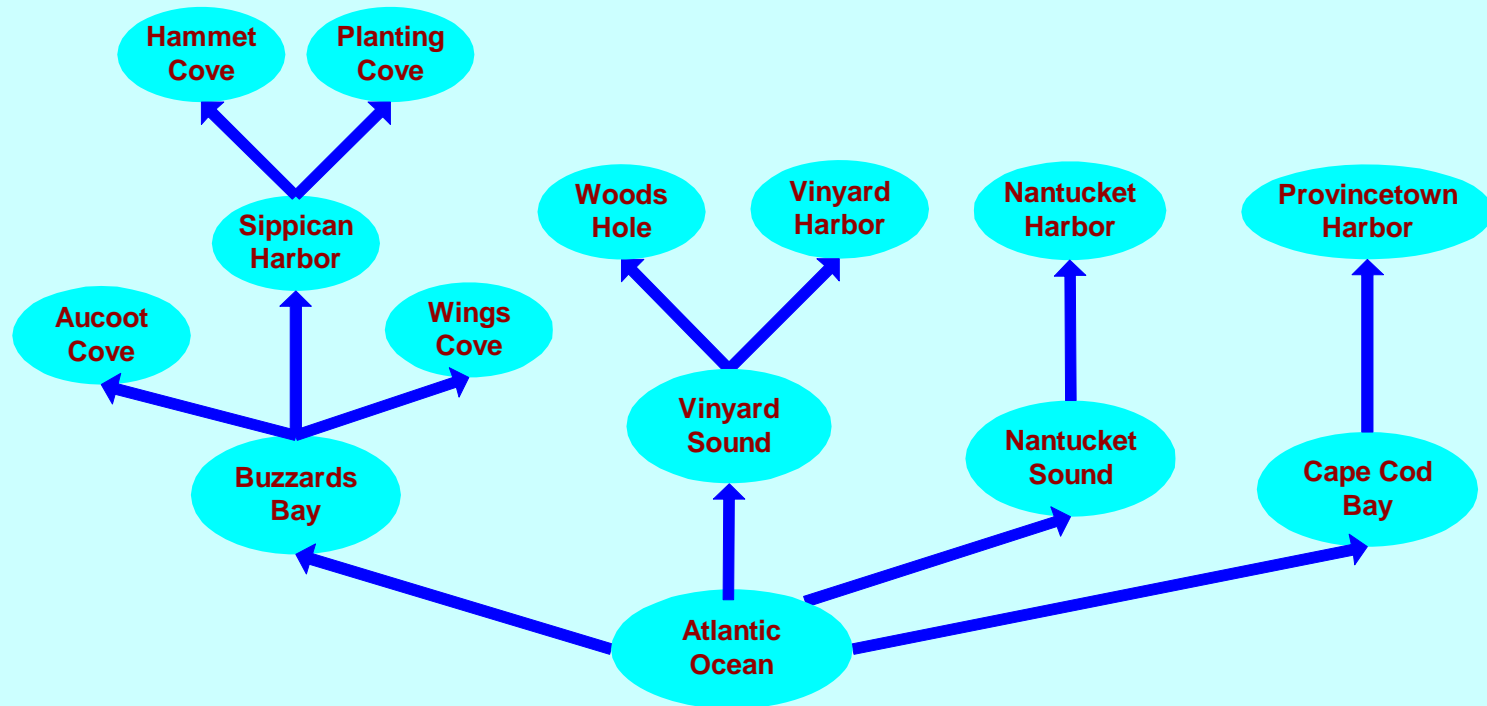 Hammet
Cove
Planting
Cove
Sippican
Harbor
Woods
Hole
Vinyard
Harbor
Nantucket
Harbor
Provincetown
Harbor
Aucoot
Cove
Wings
Cove
Vinyard
Sound
Nantucket
Sound
Buzzards
Bay
Cape Cod
Bay
Atlantic
Ocean